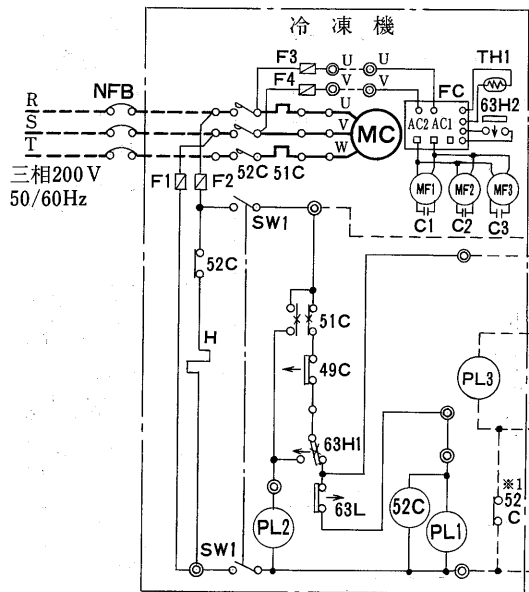 冷凍機
F3 U U
TH1
NFB
F4 V V
FC
63H2
R
U
AC2 AC1
S
V
MC
T
W
三相200V
F1 F2
52C 51C
MF1 MF2 MF3
50/60Hz
SW1
C1 C2 C3
52C
51C
H
49C
PL3
63H1
※1
52
C
63L
52C
PL2
PL1
SW1